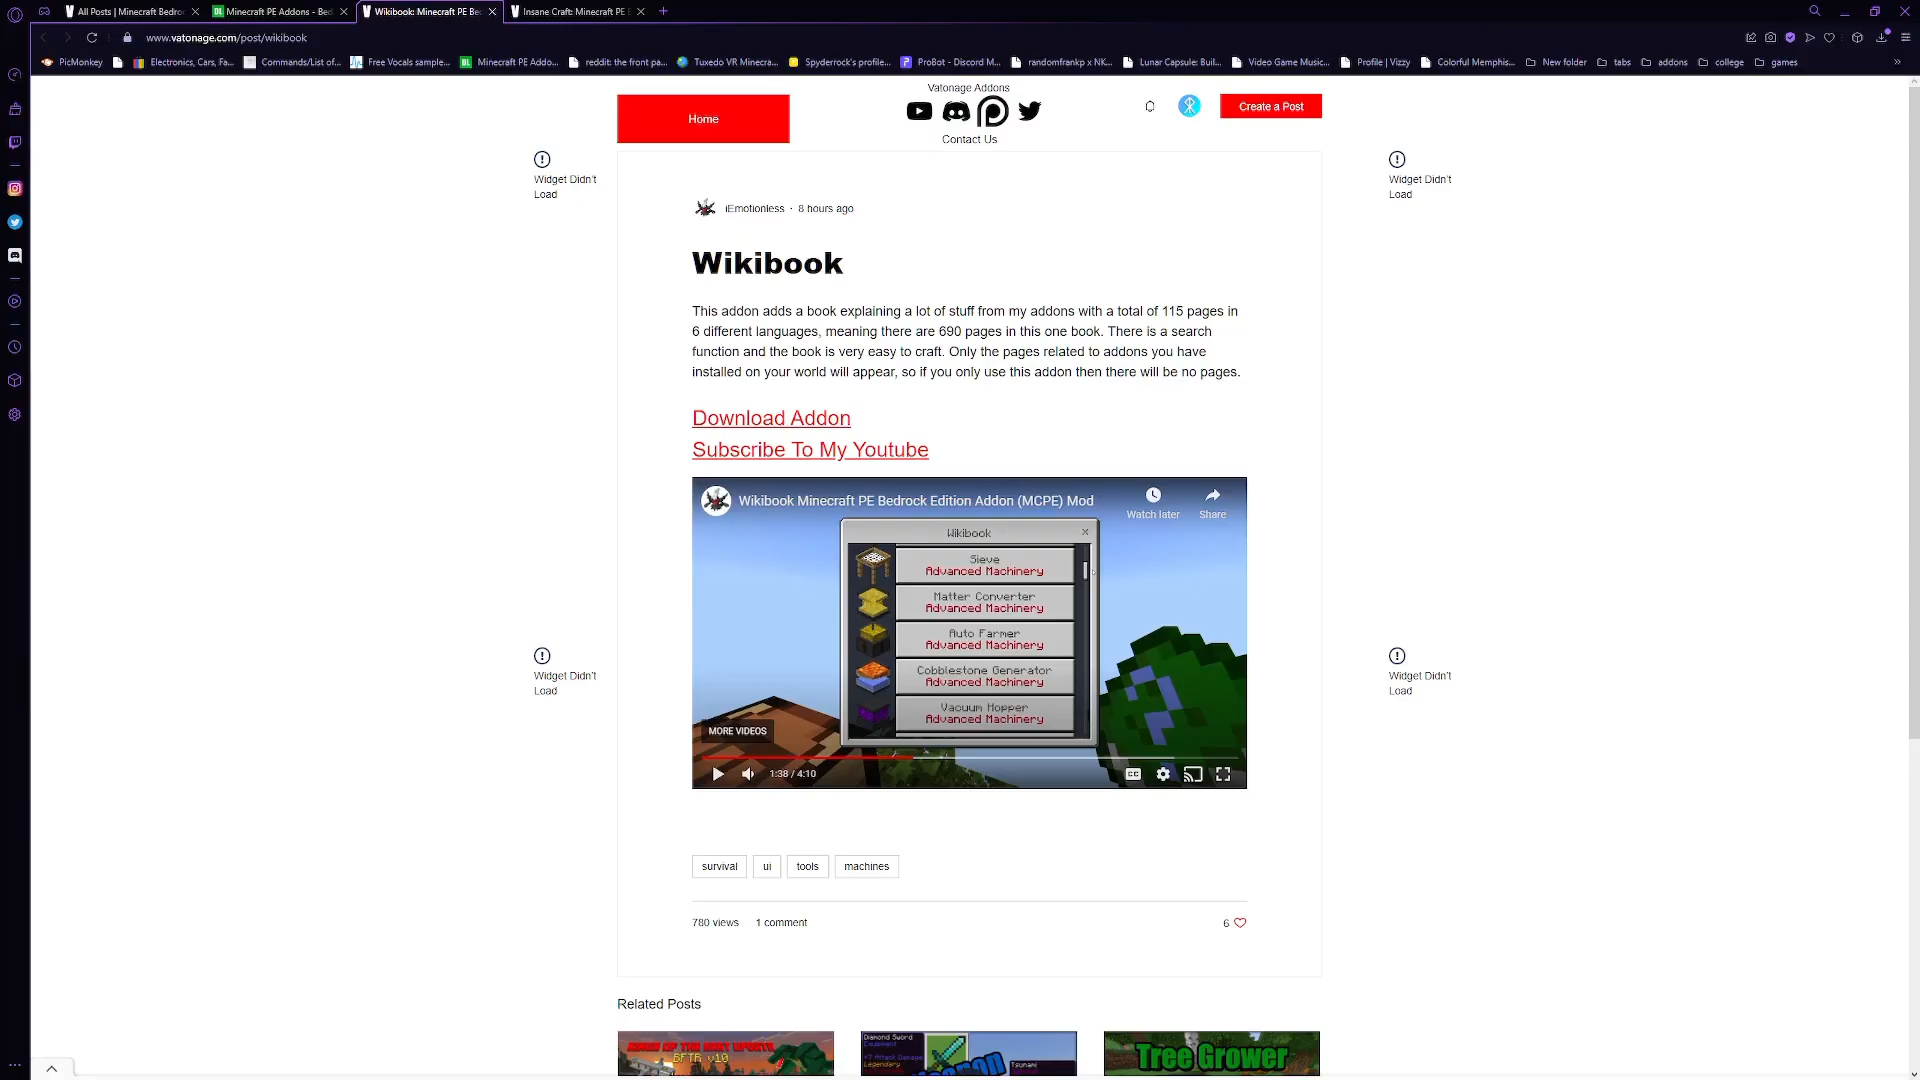 All Posts | Minecraft Bedro
Minecraft PE Addons - Bed
Wikibook: Minecraft PE Be
Insane Craft: Minecraft PE E
www.vatonage.com/post/wikibook
PicMonkey
Electronics, Cars, Fa...
Commands/List of...
Free Vocals sample...
Minecraft PE Addo...
reddit: the front pa...
Tuxedo VR Minecra...
Spyderrock's profile...
ProBot - Discord M...
randomfrankp x NK...
Lunar Capsule: Buil...
Video Game Music...
Profile | Vizzy
Colorful Memphis...
New folder
tabs
addons
college
games
Home
Vatonage Addons
Contact Us
Create a Post
Widget Didn't
Load
Widget Didn't
Load
iEmotionless · 8 hours ago
Wikibook
This addon adds a book explaining a lot of stuff from my addons with a total of 115 pages in
6 different languages, meaning there are 690 pages in this one book. There is a search
function and the book is very easy to craft. Only the pages related to addons you have
installed on your world will appear, so if you only use this addon then there will be no pages.
Download Addon
Subscribe To My Youtube
Wikibook Minecraft PE Bedrock Edition Addon (MCPE) Mod
Watch later
Share
Wikibook
Sieve
Advanced Machinery
Matter Converter
Advanced Machinery
Auto Farmer
Advanced Machinery
Cobblestone Generator
Advanced Machinery
Vacuum Hopper
Advanced Machinery
MORE VIDEOS
1:38 / 4:10
CC
Widget Didn't
Load
Widget Didn't
Load
survival
ui
tools
machines
780 views
1 comment
6
Related Posts
BFTR v10
Diamond Sword
+7 Attack Damage
Legendary
Tsunami
Tree Grower